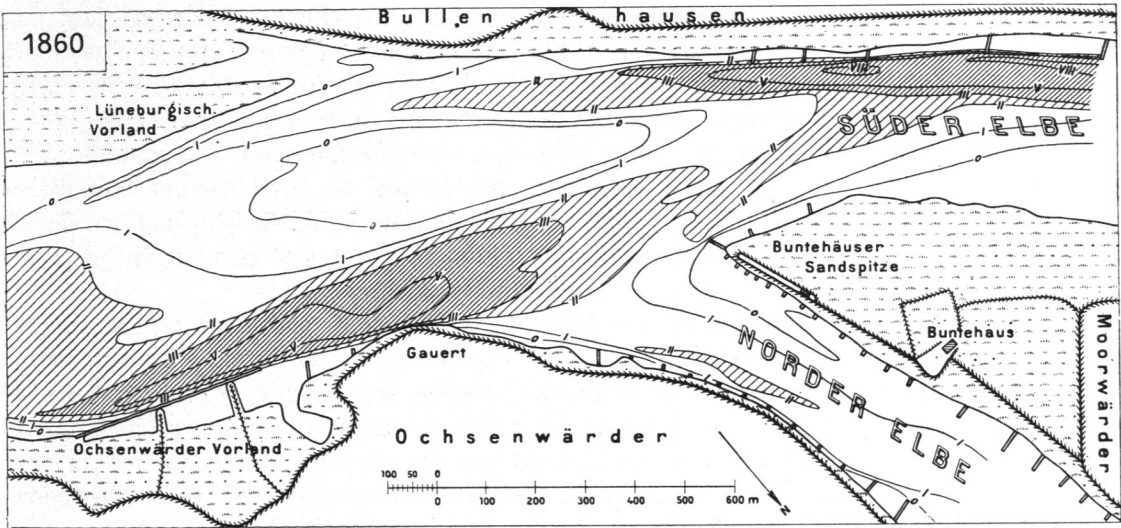 Bullenhausen
1860
Lüneburgisch.
Vorland
SÜDER ELBE
Buntehäuser
Sandspitze
Buntehaus
Moorwärder
NORDER ELBE
Gauert
Ochsenwärder
Ochsenwärder Vorland
100 50 0
0 100 200 300 400 500 600 m
N